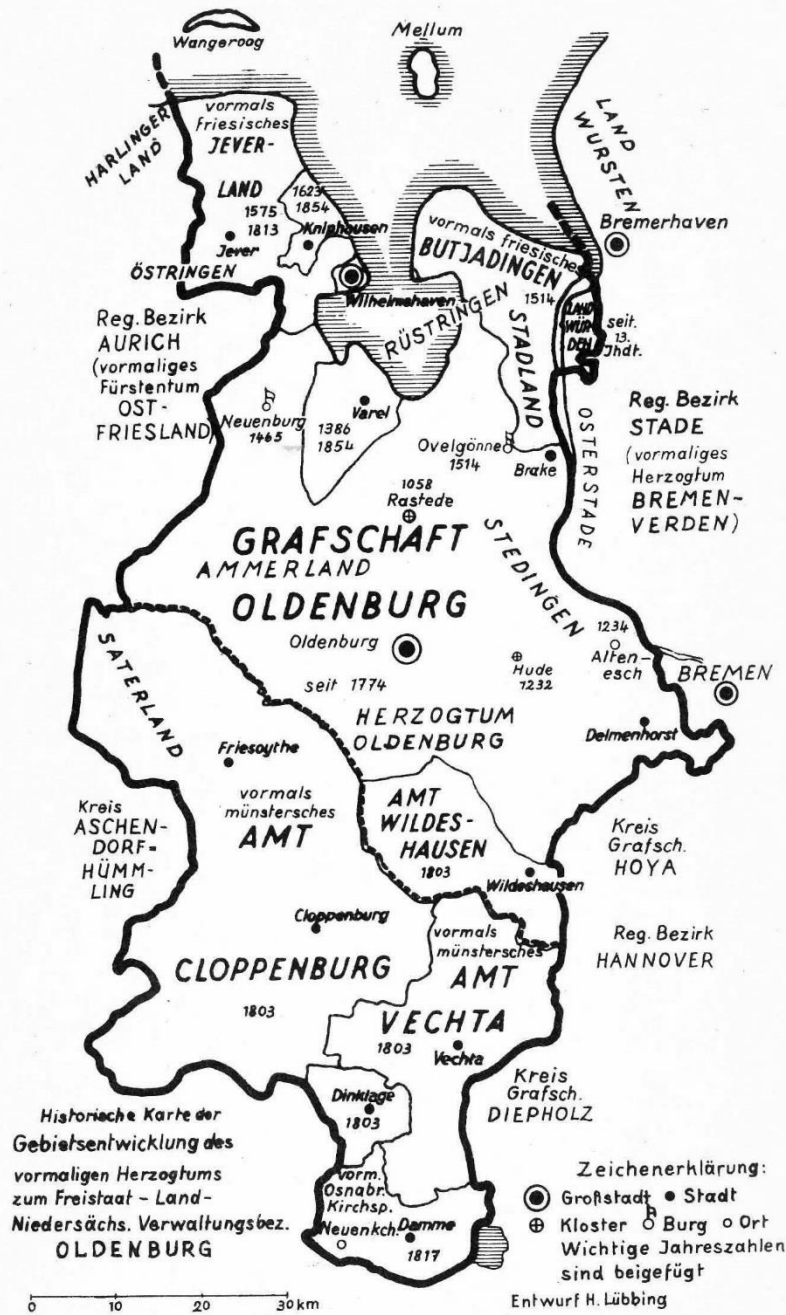 Wangeroog
Mellum
HARLINGER
LAND
vormals
friesisches
JEVER-
LAND
1575
1813
1623
1854
Kniphausen
Jever
ÖSTRINGEN
Wilhelmshaven
RÜSTRINGEN
LAND
WURSTEN
Bremerhaven
vormals friesisches
BUTJADINGEN
1514
STADLAND
LAND
WÜR-
DEN
seit.
13.
Jhdt.
Reg. Bezirk
AURICH
(vormaliges
Fürstentum
OST-
FRIESLAND)
Neuenburg
1465
Varel
1386
1854
Ovelgönne
1514
Brake
OSTERSTADE
Reg. Bezirk
STADE
(vormaliges
Herzogtum
BREMEN-
VERDEN)
1058
Rastede
GRAFSCHAFT
AMMERLAND
OLDENBURG
STEDINGEN
Oldenburg
seit 1774
Hude
1232
1234
Alten-
esch
BREMEN
HERZOGTUM
OLDENBURG
Delmenhorst
SATERLAND
Friesoythe
vormals
münstersches
AMT
Kreis
ASCHEN-
DORF=
HÜMM-
LING
AMT
WILDES-
HAUSEN
1803
Wildeshausen
Kreis
Grafsch.
HOYA
Reg. Bezirk
HANNOVER
Cloppenburg
CLOPPENBURG
1803
vormals
münstersches
AMT
VECHTA
1803
Vechta
Kreis
Grafsch.
DIEPHOLZ
Dinklage
1803
vorm.
Osnabr.
Kirchsp.
Neuenkch.
Damme
1817
Historische Karte der
Gebietsentwicklung des
vormaligen Herzogtums
zum Freistaat - Land-
Niedersächs. Verwaltungsbez.
OLDENBURG
0 10 20 30 km
Zeichenerklärung:
Großstadt Stadt
Kloster Burg Ort
Wichtige Jahreszahlen
sind beigefügt
Entwurf H. Lübbing